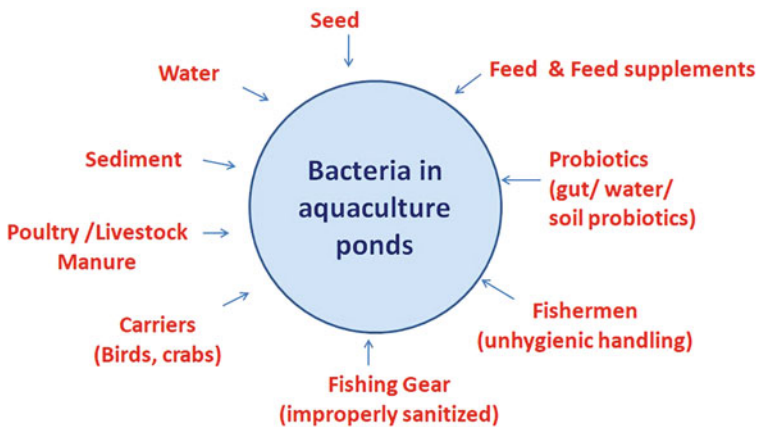 Seed
Water
Feed & Feed supplements
Sediment
Bacteria in
aquaculture
ponds
Probiotics
(gut/ water/
soil probiotics)
Poultry /Livestock
Manure
Carriers
(Birds, crabs)
Fishermen
(unhygienic handling)
Fishing Gear
(improperly sanitized)